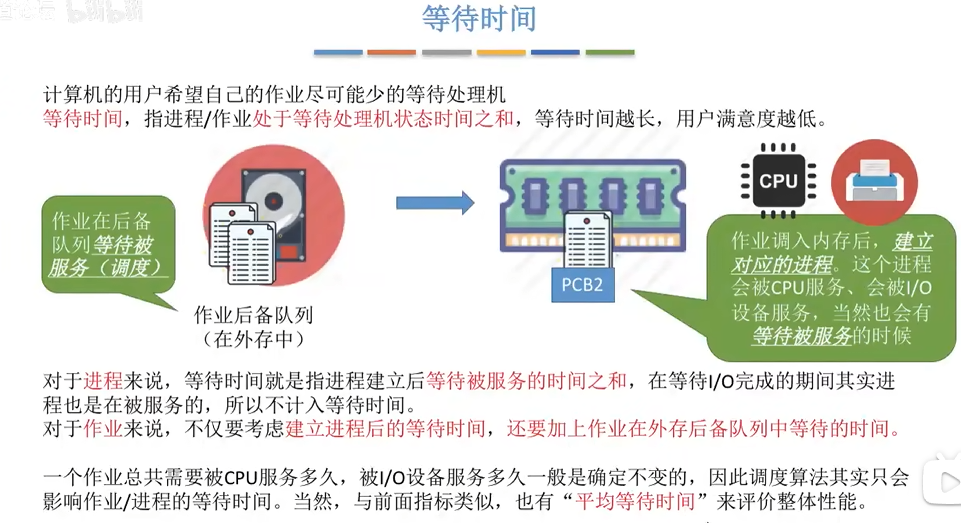 bilibili
等待时间
计算机的用户希望自己的作业尽可能少的等待处理机
等待时间，指进程/作业处于等待处理机状态时间之和，等待时间越长，用户满意度越低。
作业在后备
队列等待被
服务（调度）
作业后备队列
（在外存中）
PCB2
CPU
作业调入内存后，建立
对应的进程。这个进程
会被CPU服务、会被I/O
设备服务，当然也会有
等待被服务的时候
对于进程来说，等待时间就是指进程建立后等待被服务的时间之和，在等待I/O完成的期间其实进
程也是在被服务的，所以不计入等待时间。
对于作业来说，不仅要考虑建立进程后的等待时间，还要加上作业在外存后备队列中等待的时间。
一个作业总共需要被CPU服务多久，被I/O设备服务多久一般是确定不变的，因此调度算法其实只会
影响作业/进程的等待时间。当然，与前面指标类似，也有“平均等待时间”来评价整体性能。